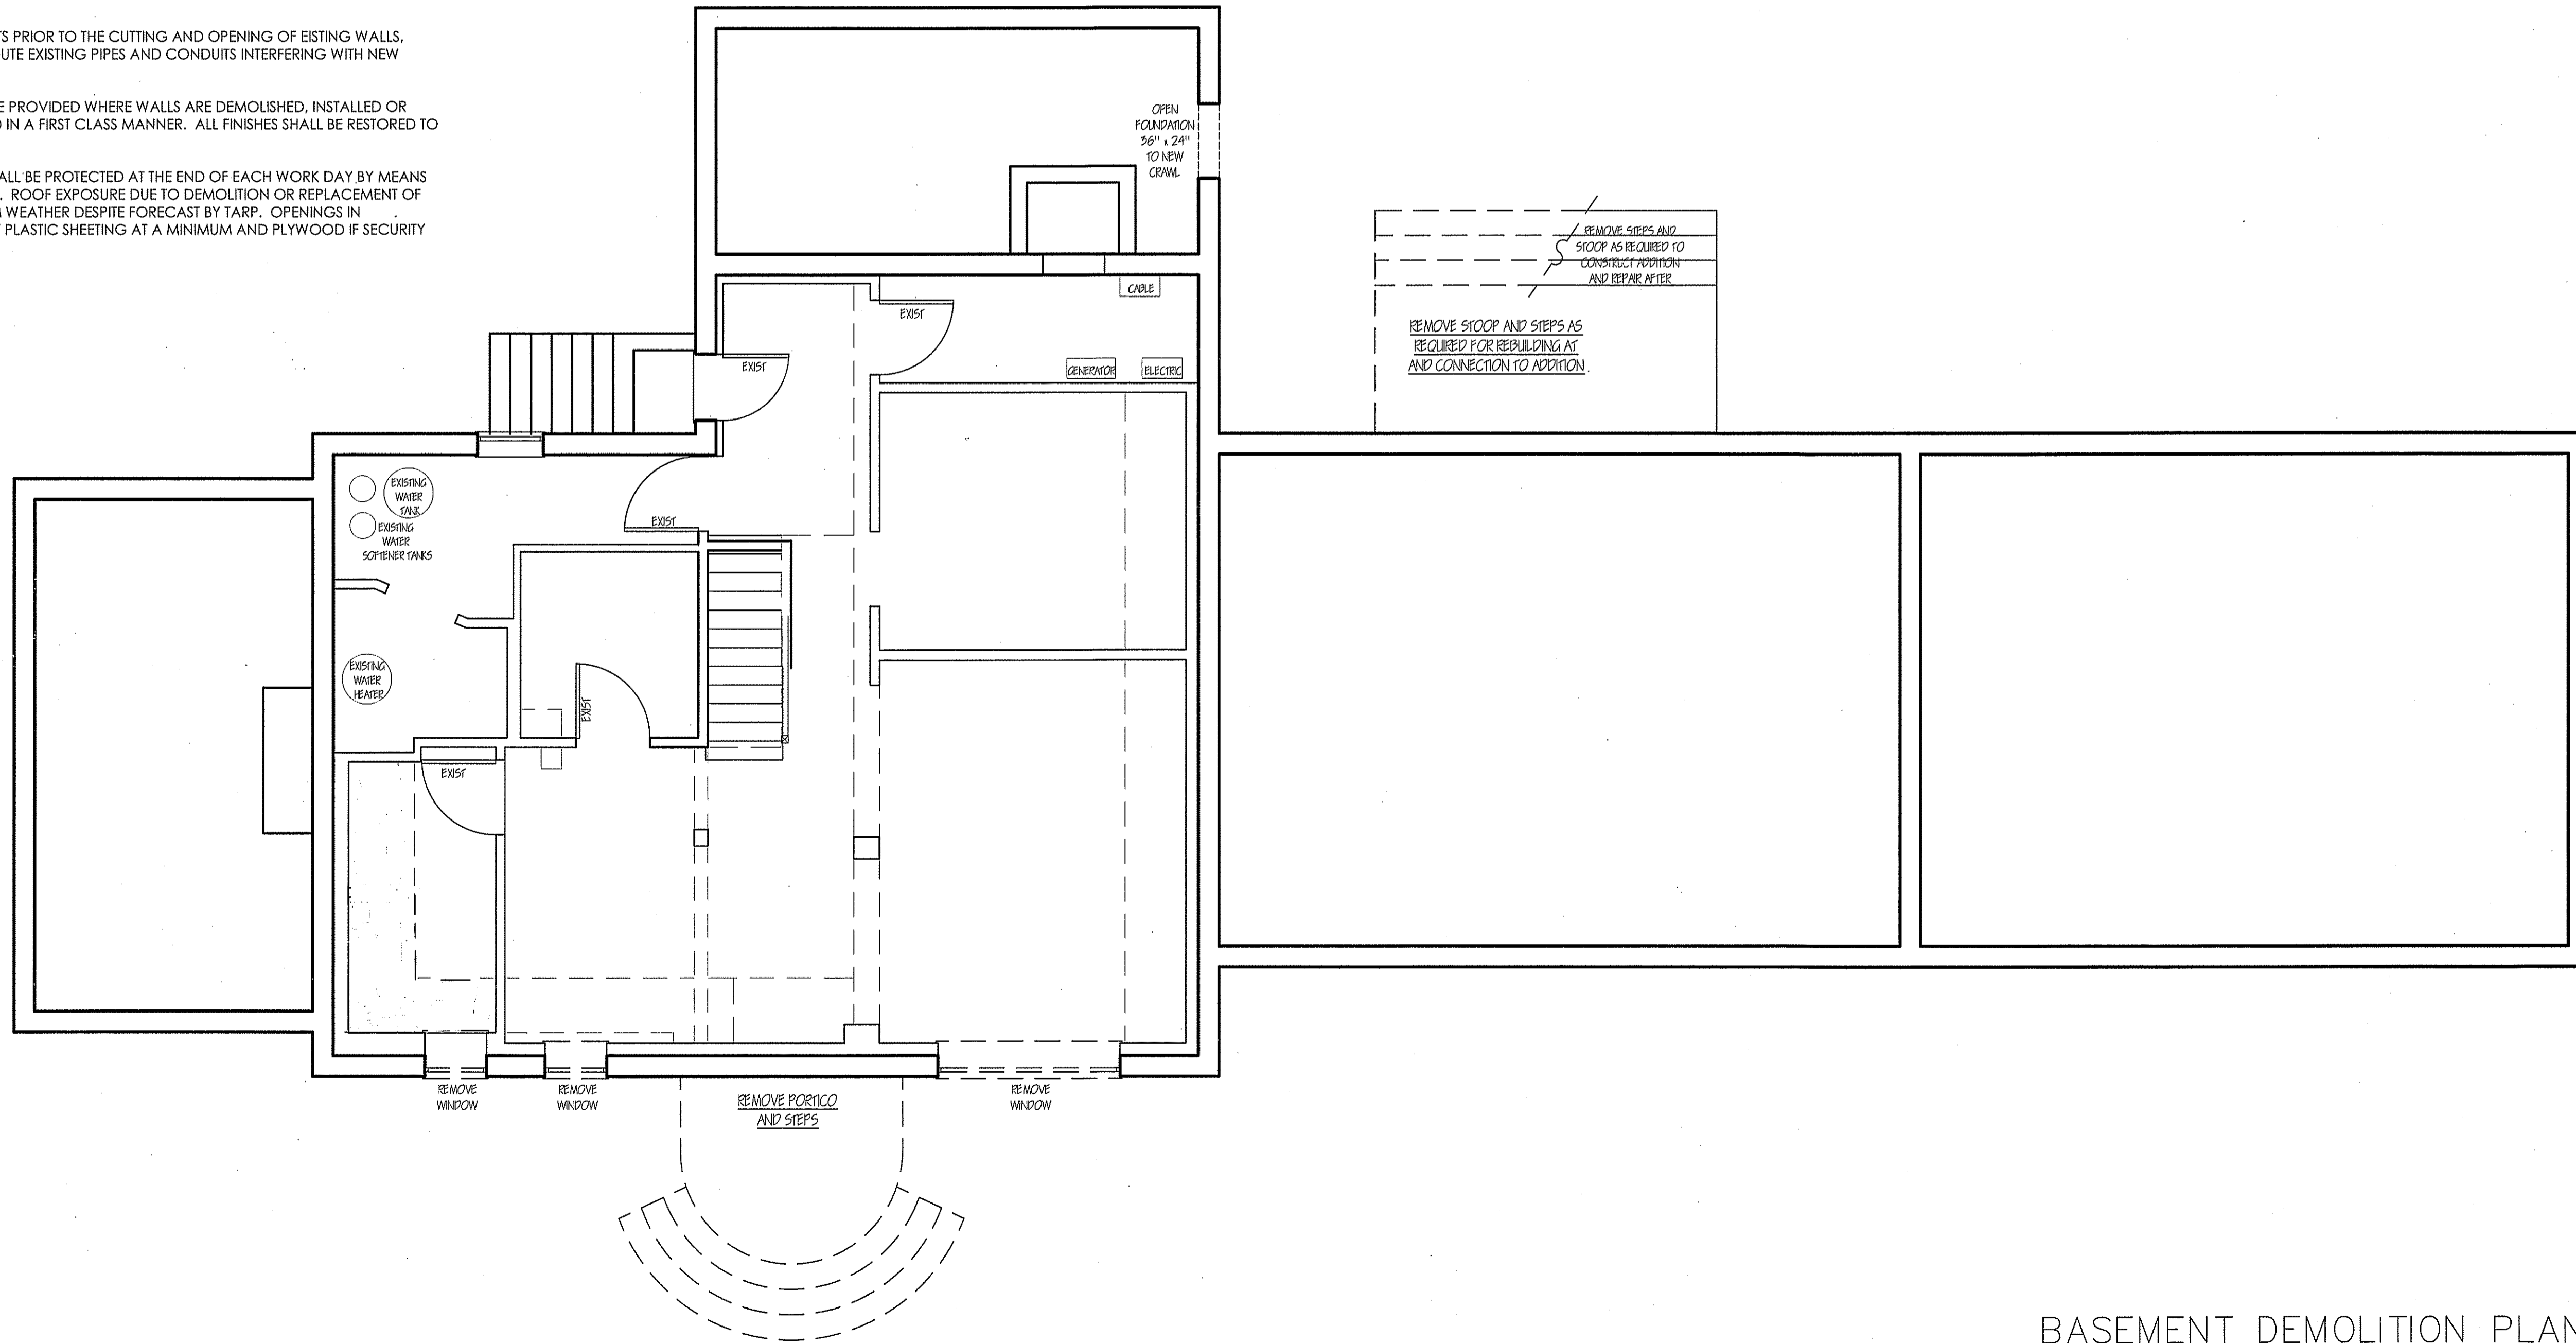 TS PRIOR TO THE CUTTING AND OPENING OF EISTING WALLS,
UTE EXISTING PIPES AND CONDUITS INTERFERING WITH NEW
E PROVIDED WHERE WALLS ARE DEMOLISHED, INSTALLED OR
IN A FIRST CLASS MANNER. ALL FINISHES SHALL BE RESTORED TO
ALL BE PROTECTED AT THE END OF EACH WORK DAY BY MEANS
. ROOF EXPOSURE DUE TO DEMOLITION OR REPLACEMENT OF
WEATHER DESPITE FORECAST BY TARP. OPENINGS IN
PLASTIC SHEETING AT A MINIMUM AND PLYWOOD IF SECURITY
OPEN
FOUNDATION
36" x 24"
TO NEW
CRAWL
REMOVE STEPS AND
STOOP AS REQUIRED TO
CONSTRUCT ADDITION
AND REPAIR AFTER
CABLE
EXIST
REMOVE STOOP AND STEPS AS
REQUIRED FOR REBUILDING AT
AND CONNECTION TO ADDITION.
EXIST
GENERATOR
ELECTRIC
EXISTING
WATER
TANK
EXIST
EXISTING
WATER
SOFTENER TANKS
EXISTING
WATER
HEATER
EXIST
EXIST
REMOVE
WINDOW
REMOVE
WINDOW
REMOVE PORTICO
AND STEPS
REMOVE
WINDOW
BASEMENT DEMOLITION PLAN